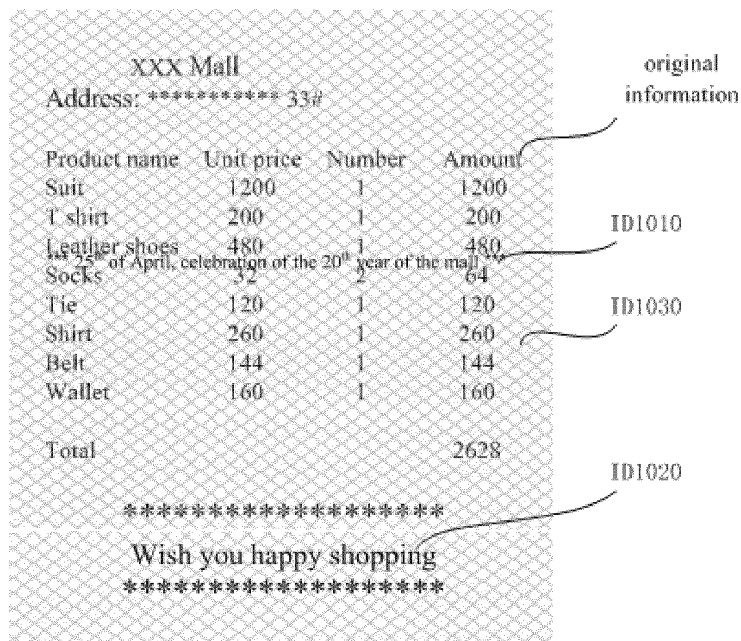 XXX Mall
Address: *********** 33#
original
information
Product name Unit price Number Amount
Suit 1200 1 1200
T shirt 200 1 200
ID1010
Leather shoes 480 1 480
*** 25th of April, celebration of the 20th year of the mall ***
Socks 32 2 64
Tie 120 1 120
ID1030
Shirt 260 1 260
Belt 144 1 144
Wallet 160 1 160
Total 2628
ID1020
*******************
Wish you happy shopping
*******************